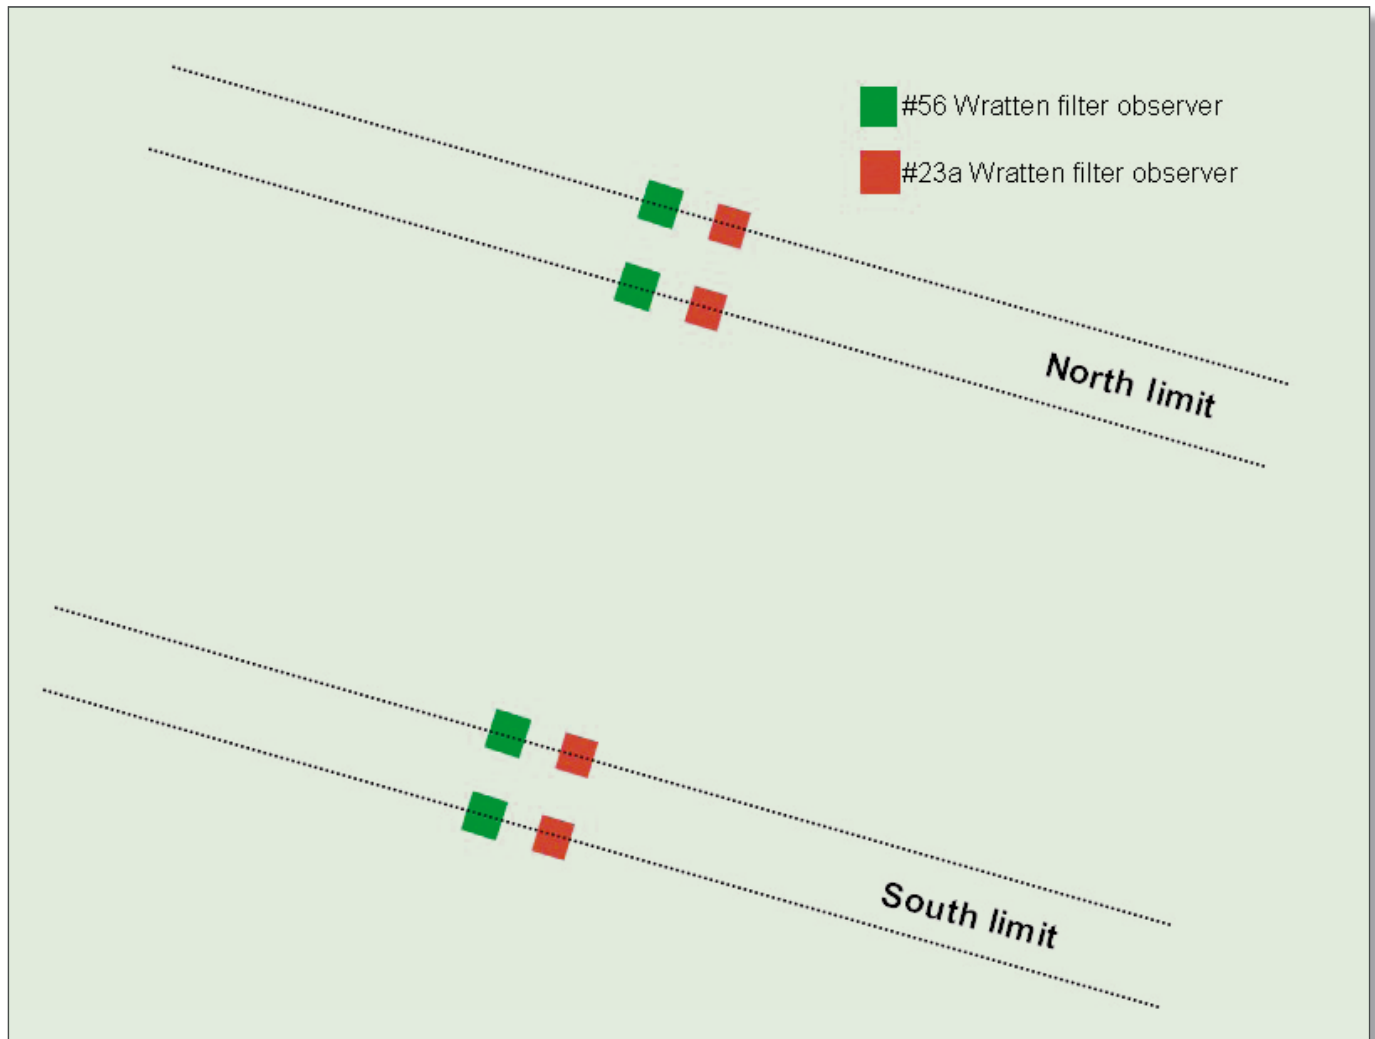 #56 Wratten filter observer
#23a Wratten filter observer
North limit
South limit